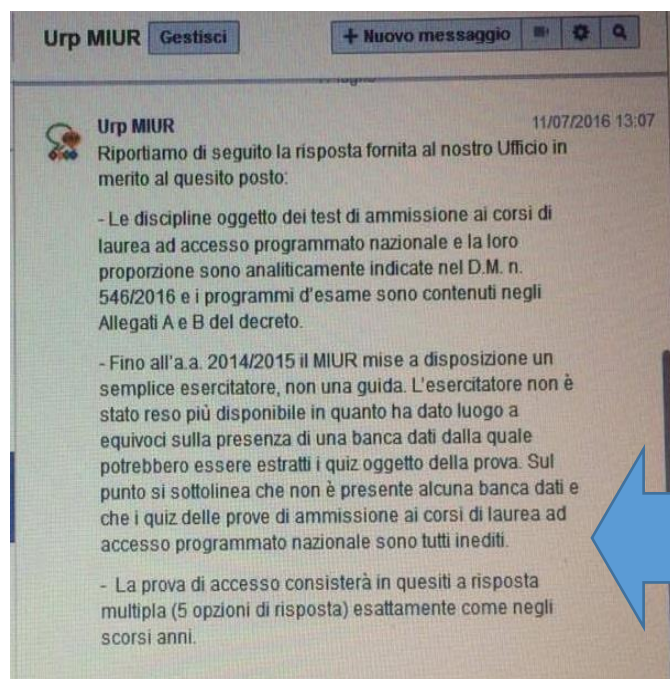 Urp MIUR Gestisci + Nuovo messaggio
Urp MIUR 11/07/2016 13:07
Riportiamo di seguito la risposta fornita al nostro Ufficio in
merito al quesito posto:
- Le discipline oggetto dei test di ammissione ai corsi di
laurea ad accesso programmato nazionale e la loro
proporzione sono analiticamente indicate nel D.M. n.
546/2016 e i programmi d'esame sono contenuti negli
Allegati A e B del decreto.
- Fino all'a.a. 2014/2015 il MIUR mise a disposizione un
semplice esercitatore, non una guida. L'esercitatore non è
stato reso più disponibile in quanto ha dato luogo a
equivoci sulla presenza di una banca dati dalla quale
potrebbero essere estratti i quiz oggetto della prova. Sul
punto si sottolinea che non è presente alcuna banca dati e
che i quiz delle prove di ammissione ai corsi di laurea ad
accesso programmato nazionale sono tutti inediti.
- La prova di accesso consisterà in quesiti a risposta
multipla (5 opzioni di risposta) esattamente come negli
scorsi anni.